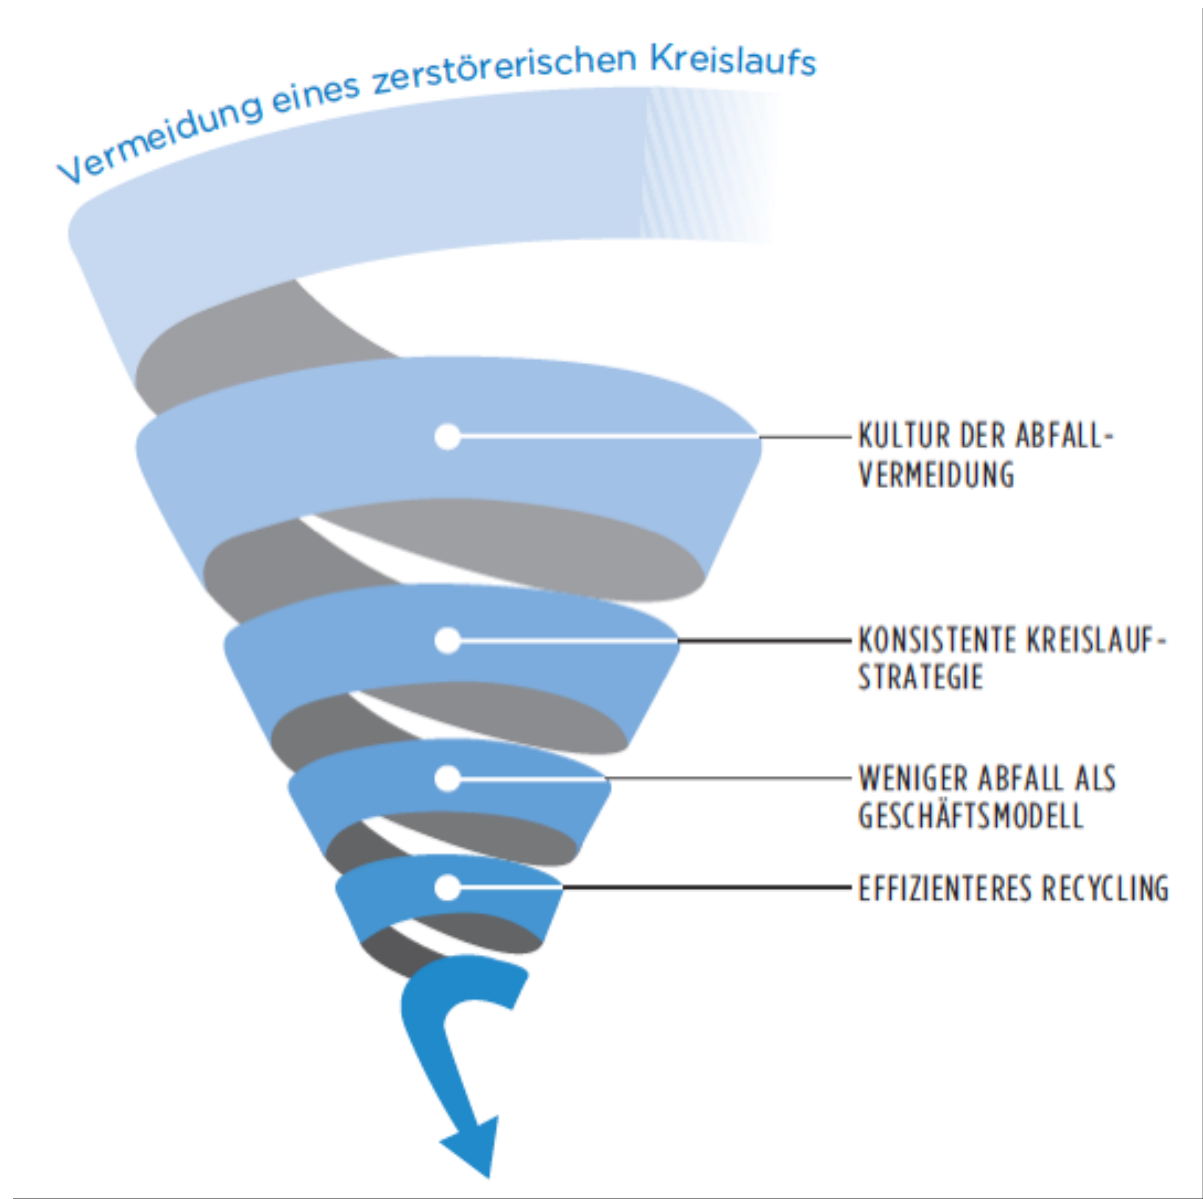 Vermeidung eines zerstörerischen Kreislaufs
KULTUR DER ABFALL-
VERMEIDUNG
KONSISTENTE KREISLAUF-
STRATEGIE
WENIGER ABFALL ALS
GESCHÄFTSMODELL
EFFIZIENTERES RECYCLING